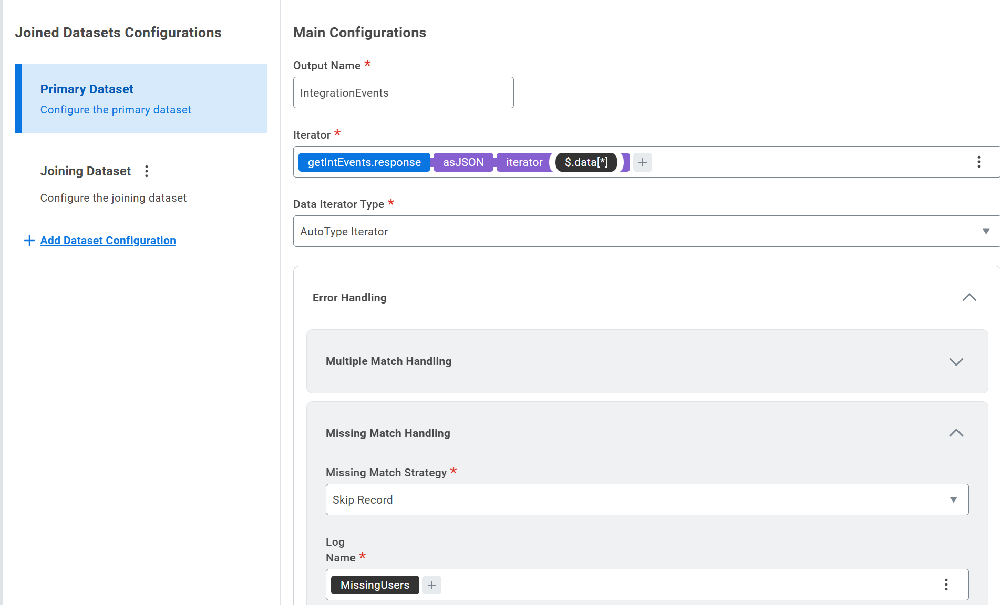 Joined Datasets Configurations
Primary Dataset
Configure the primary dataset
Joining Dataset
Configure the joining dataset
Add Dataset Configuration
Main Configurations
Output Name *
IntegrationEvents
Iterator *
getIntEvents.response asJSON iterator ( $.data[*] ) +
Data Iterator Type *
AutoType Iterator
Error Handling
Multiple Match Handling
Missing Match Handling
Missing Match Strategy *
Skip Record
Log
Name *
MissingUsers +